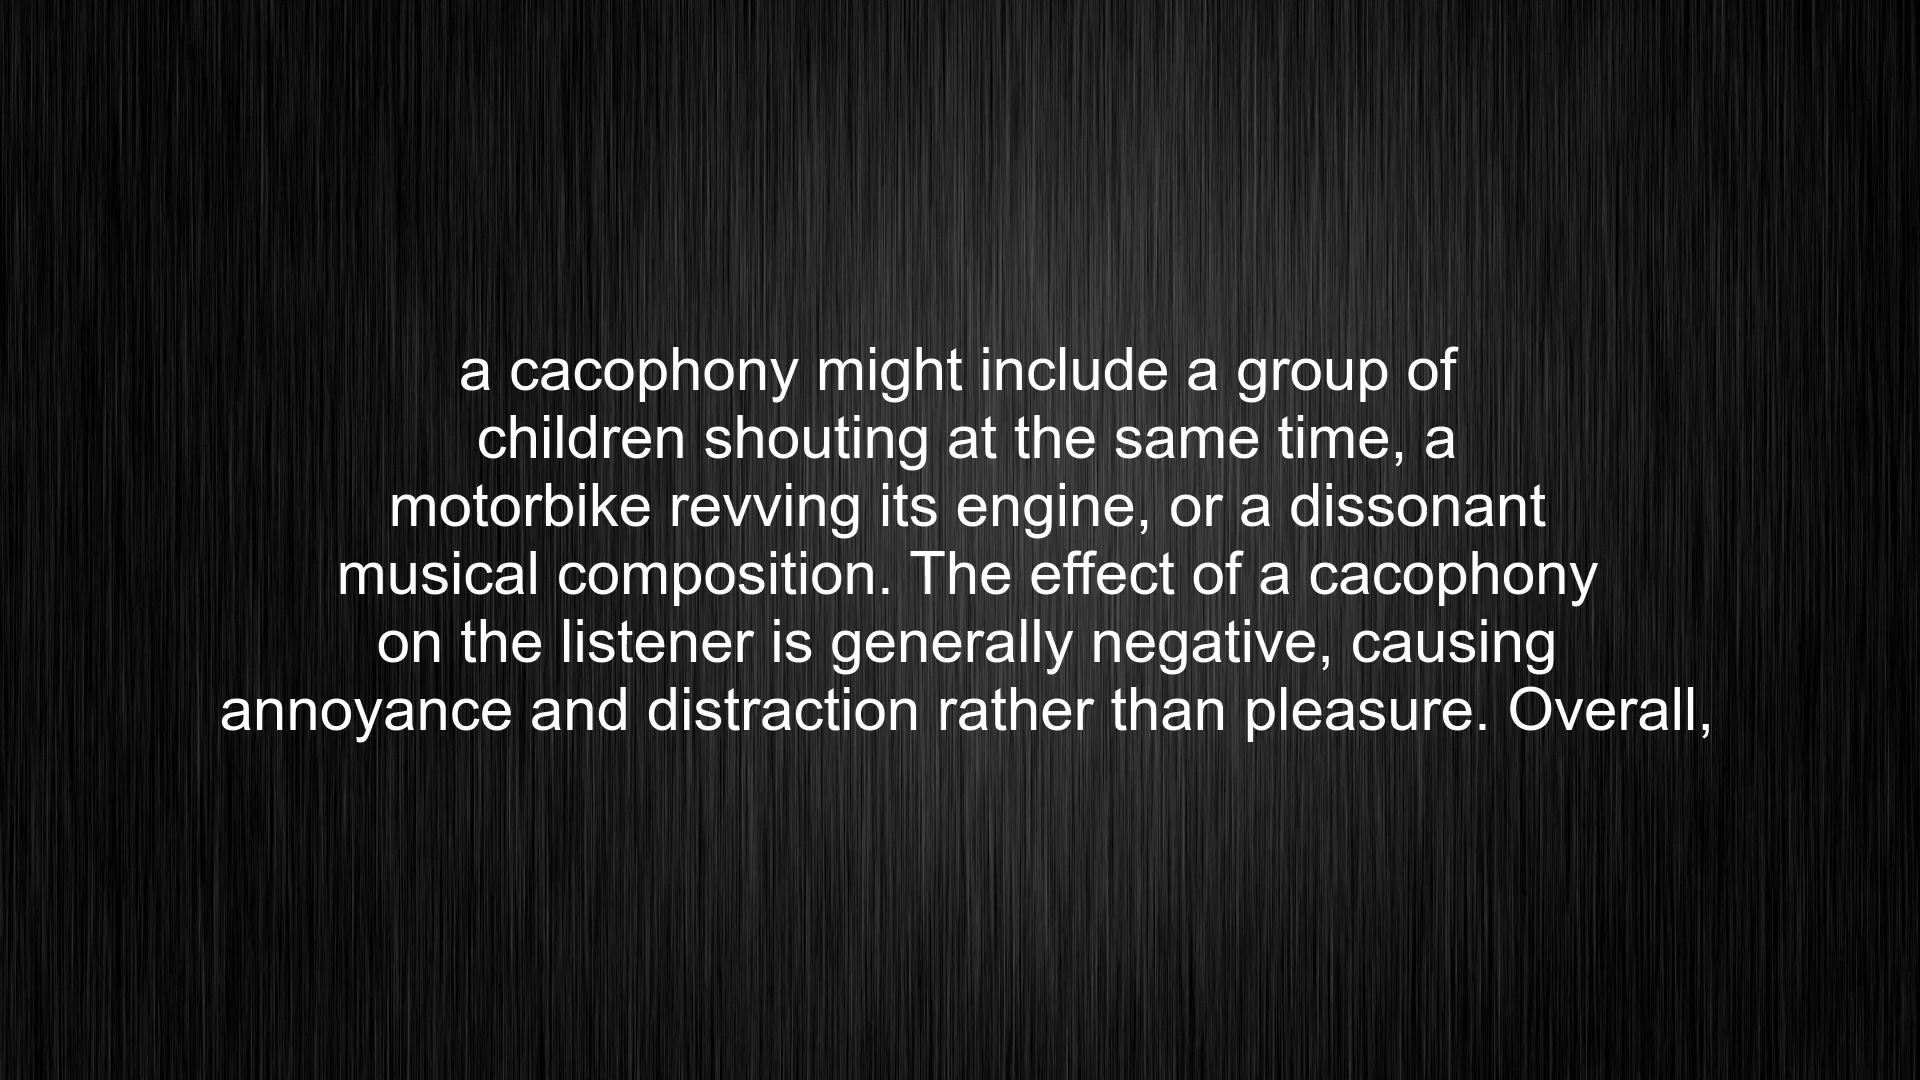 a cacophony might include a group of
children shouting at the same time, a
motorbike revving its engine, or a dissonant
musical composition. The effect of a cacophony
on the listener is generally negative, causing
annoyance and distraction rather than pleasure. Overall,